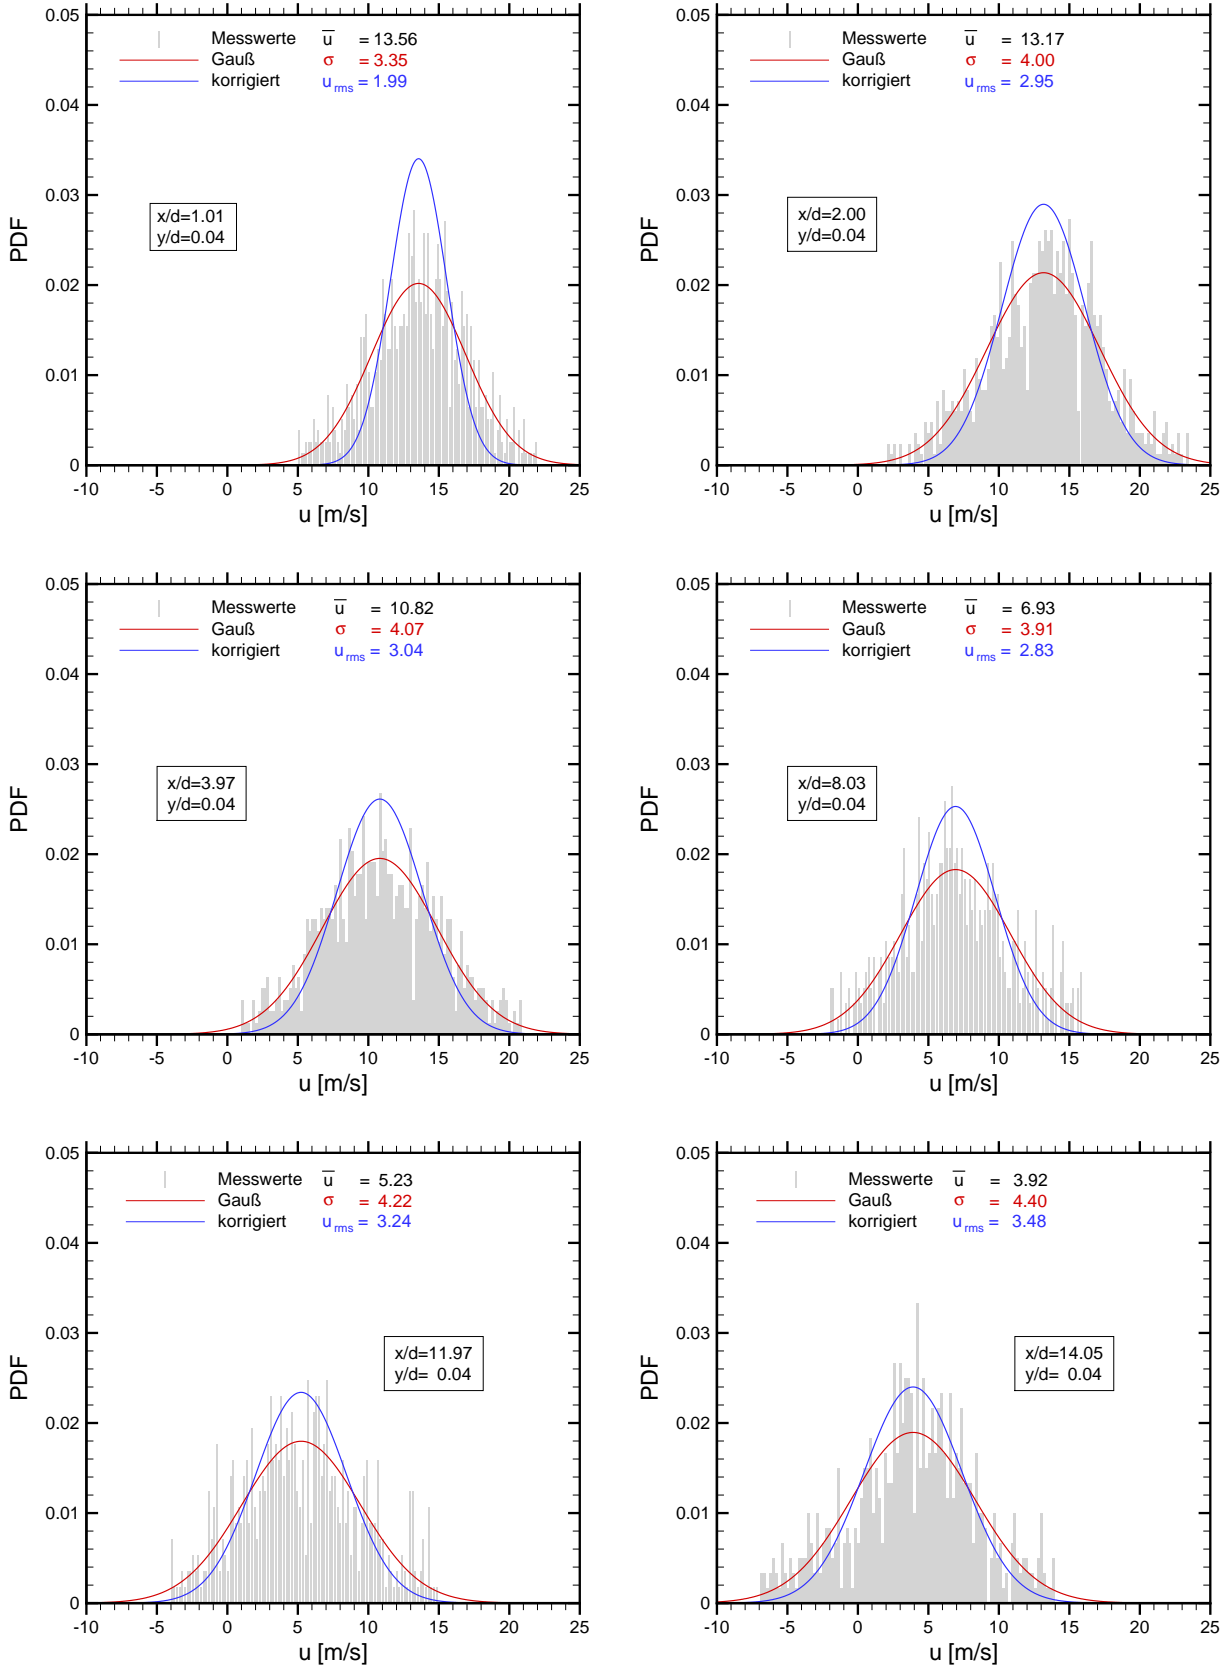 0.05
0.04
0.03
0.02
0.01
0
PDF
Messwerte u = 13.56
Gauß σ = 3.35
korrigiert u rms = 1.99
x/d=1.01
y/d=0.04
-10 -5 0 5 10 15 20 25
u [m/s]
0.05
0.04
0.03
0.02
0.01
0
PDF
Messwerte u = 13.17
Gauß σ = 4.00
korrigiert u rms = 2.95
x/d=2.00
y/d=0.04
-10 -5 0 5 10 15 20 25
u [m/s]
0.05
0.04
0.03
0.02
0.01
0
PDF
Messwerte u = 10.82
Gauß σ = 4.07
korrigiert u rms = 3.04
x/d=3.97
y/d=0.04
-10 -5 0 5 10 15 20 25
u [m/s]
0.05
0.04
0.03
0.02
0.01
0
PDF
Messwerte u = 6.93
Gauß σ = 3.91
korrigiert u rms = 2.83
x/d=8.03
y/d=0.04
-10 -5 0 5 10 15 20 25
u [m/s]
0.05
0.04
0.03
0.02
0.01
0
PDF
Messwerte u = 5.23
Gauß σ = 4.22
korrigiert u rms = 3.24
x/d=11.97
y/d= 0.04
-10 -5 0 5 10 15 20 25
u [m/s]
0.05
0.04
0.03
0.02
0.01
0
PDF
Messwerte u = 3.92
Gauß σ = 4.40
korrigiert u rms = 3.48
x/d=14.05
y/d= 0.04
-10 -5 0 5 10 15 20 25
u [m/s]